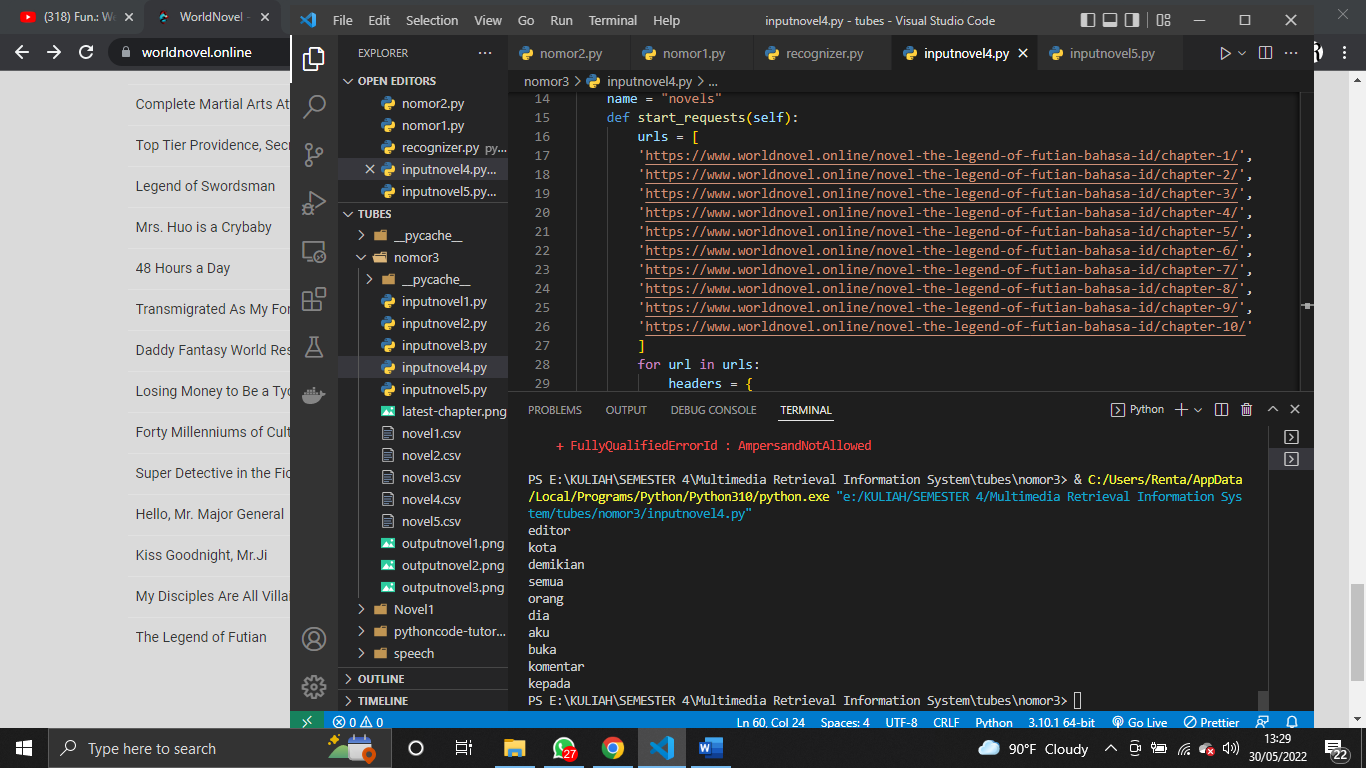 (318) Fun.: We
WorldNovel -
worldnovel.online
Complete Martial Arts At
Top Tier Providence, Secr
Legend of Swordsman
Mrs. Huo is a Crybaby
48 Hours a Day
Transmigrated As My For
Daddy Fantasy World Res
Losing Money to Be a Tyc
Forty Millenniums of Cult
Super Detective in the Fic
Hello, Mr. Major General
Kiss Goodnight, Mr.Ji
My Disciples Are All Villai
The Legend of Futian
File Edit Selection View Go Run Terminal Help
inputnovel4.py - tubes - Visual Studio Code
EXPLORER
OPEN EDITORS
nomor2.py
nomor1.py
recognizer.py py...
inputnovel4.py...
inputnovel5.py...
TUBES
__pycache__
nomor3
__pycache__
inputnovel1.py
inputnovel2.py
inputnovel3.py
inputnovel4.py
inputnovel5.py
latest-chapter.png
novel1.csv
novel2.csv
novel3.csv
novel4.csv
novel5.csv
outputnovel1.png
outputnovel2.png
outputnovel3.png
Novel1
pythoncode-tutor...
speech
OUTLINE
TIMELINE
nomor2.py nomor1.py recognizer.py inputnovel4.py inputnovel5.py
nomor3 > inputnovel4.py > ...
14 name = "novels"
15 def start_requests(self):
16 urls = [
17 'https://www.worldnovel.online/novel-the-legend-of-futian-bahasa-id/chapter-1/',
18 'https://www.worldnovel.online/novel-the-legend-of-futian-bahasa-id/chapter-2/',
19 'https://www.worldnovel.online/novel-the-legend-of-futian-bahasa-id/chapter-3/',
20 'https://www.worldnovel.online/novel-the-legend-of-futian-bahasa-id/chapter-4/',
21 'https://www.worldnovel.online/novel-the-legend-of-futian-bahasa-id/chapter-5/',
22 'https://www.worldnovel.online/novel-the-legend-of-futian-bahasa-id/chapter-6/',
23 'https://www.worldnovel.online/novel-the-legend-of-futian-bahasa-id/chapter-7/',
24 'https://www.worldnovel.online/novel-the-legend-of-futian-bahasa-id/chapter-8/',
25 'https://www.worldnovel.online/novel-the-legend-of-futian-bahasa-id/chapter-9/',
26 'https://www.worldnovel.online/novel-the-legend-of-futian-bahasa-id/chapter-10/'
27 ]
28 for url in urls:
29 headers = {
PROBLEMS OUTPUT DEBUG CONSOLE TERMINAL
Python
+ FullyQualifiedErrorId : AmpersandNotAllowed
PS E:\KULIAH\SEMESTER 4\Multimedia Retrieval Information System\tubes\nomor3> & C:/Users/Renta/AppData
/Local/Programs/Python/Python310/python.exe "e:/KULIAH/SEMESTER 4/Multimedia Retrieval Information Sys
tem/tubes/nomor3/inputnovel4.py"
editor
kota
demikian
semua
orang
dia
aku
buka
komentar
kepada
PS E:\KULIAH\SEMESTER 4\Multimedia Retrieval Information System\tubes\nomor3>
0 0
Ln 60, Col 24 Spaces: 4 UTF-8 CRLF Python 3.10.1 64-bit Go Live Prettier
Type here to search
27
90°F Cloudy
13:29
30/05/2022
22